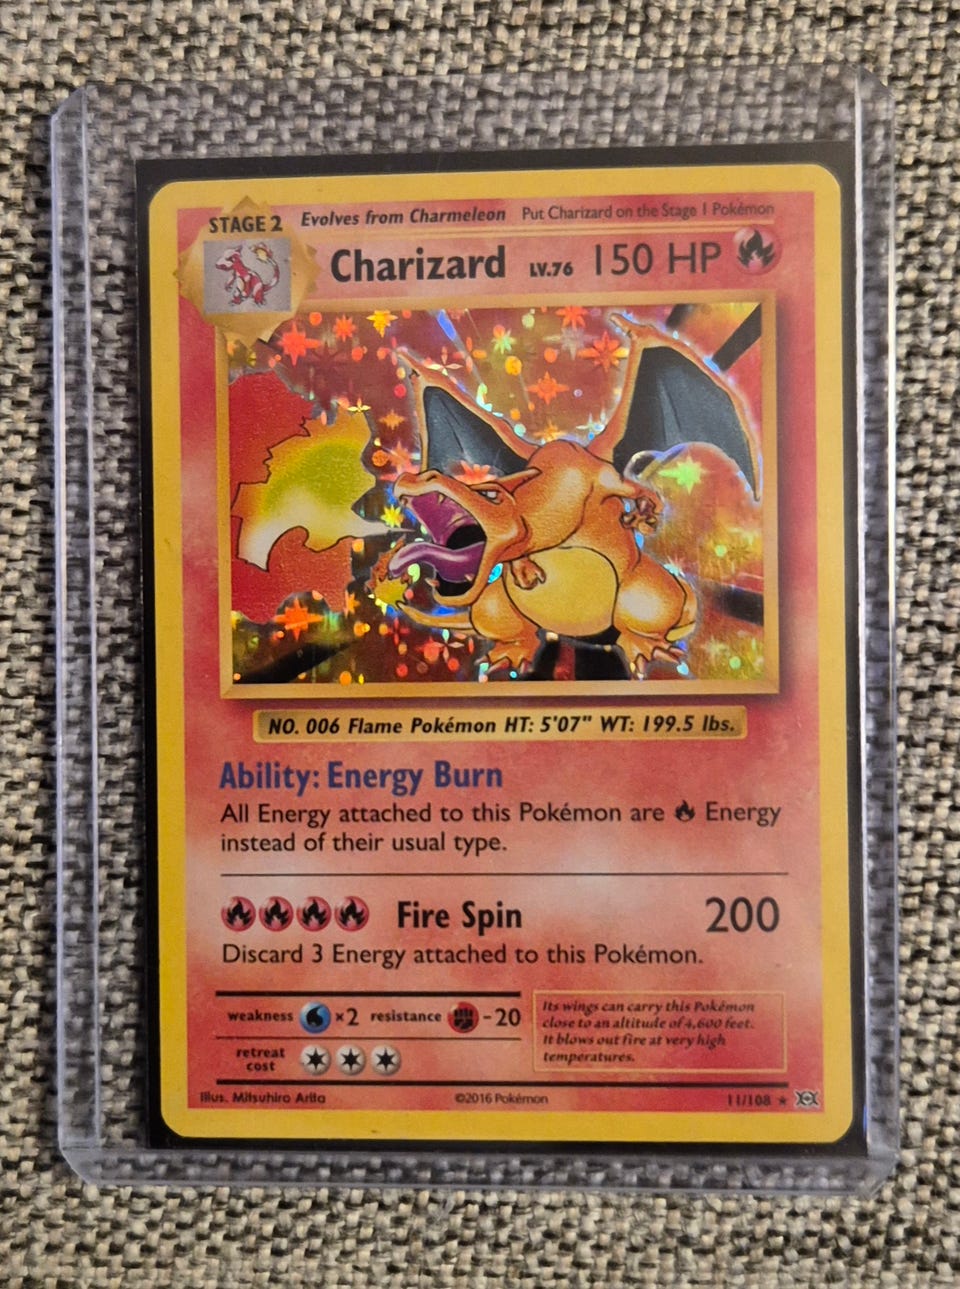 STAGE 2 Evolves from Charmeleon Put Charizard on the Stage 1 Pokémon
Charizard LV.76 150 HP
NO. 006 Flame Pokémon HT: 5'07" WT: 199.5 lbs.
Ability: Energy Burn
All Energy attached to this Pokémon are Energy
instead of their usual type.
Fire Spin 200
Discard 3 Energy attached to this Pokémon.
weakness ×2 resistance -20
retreat
cost
Its wings can carry this Pokémon
close to an altitude of 4,600 feet.
It blows out fire at very high
temperatures.
Illus. Mitsuhiro Arita ©2016 Pokémon 11/108 ★